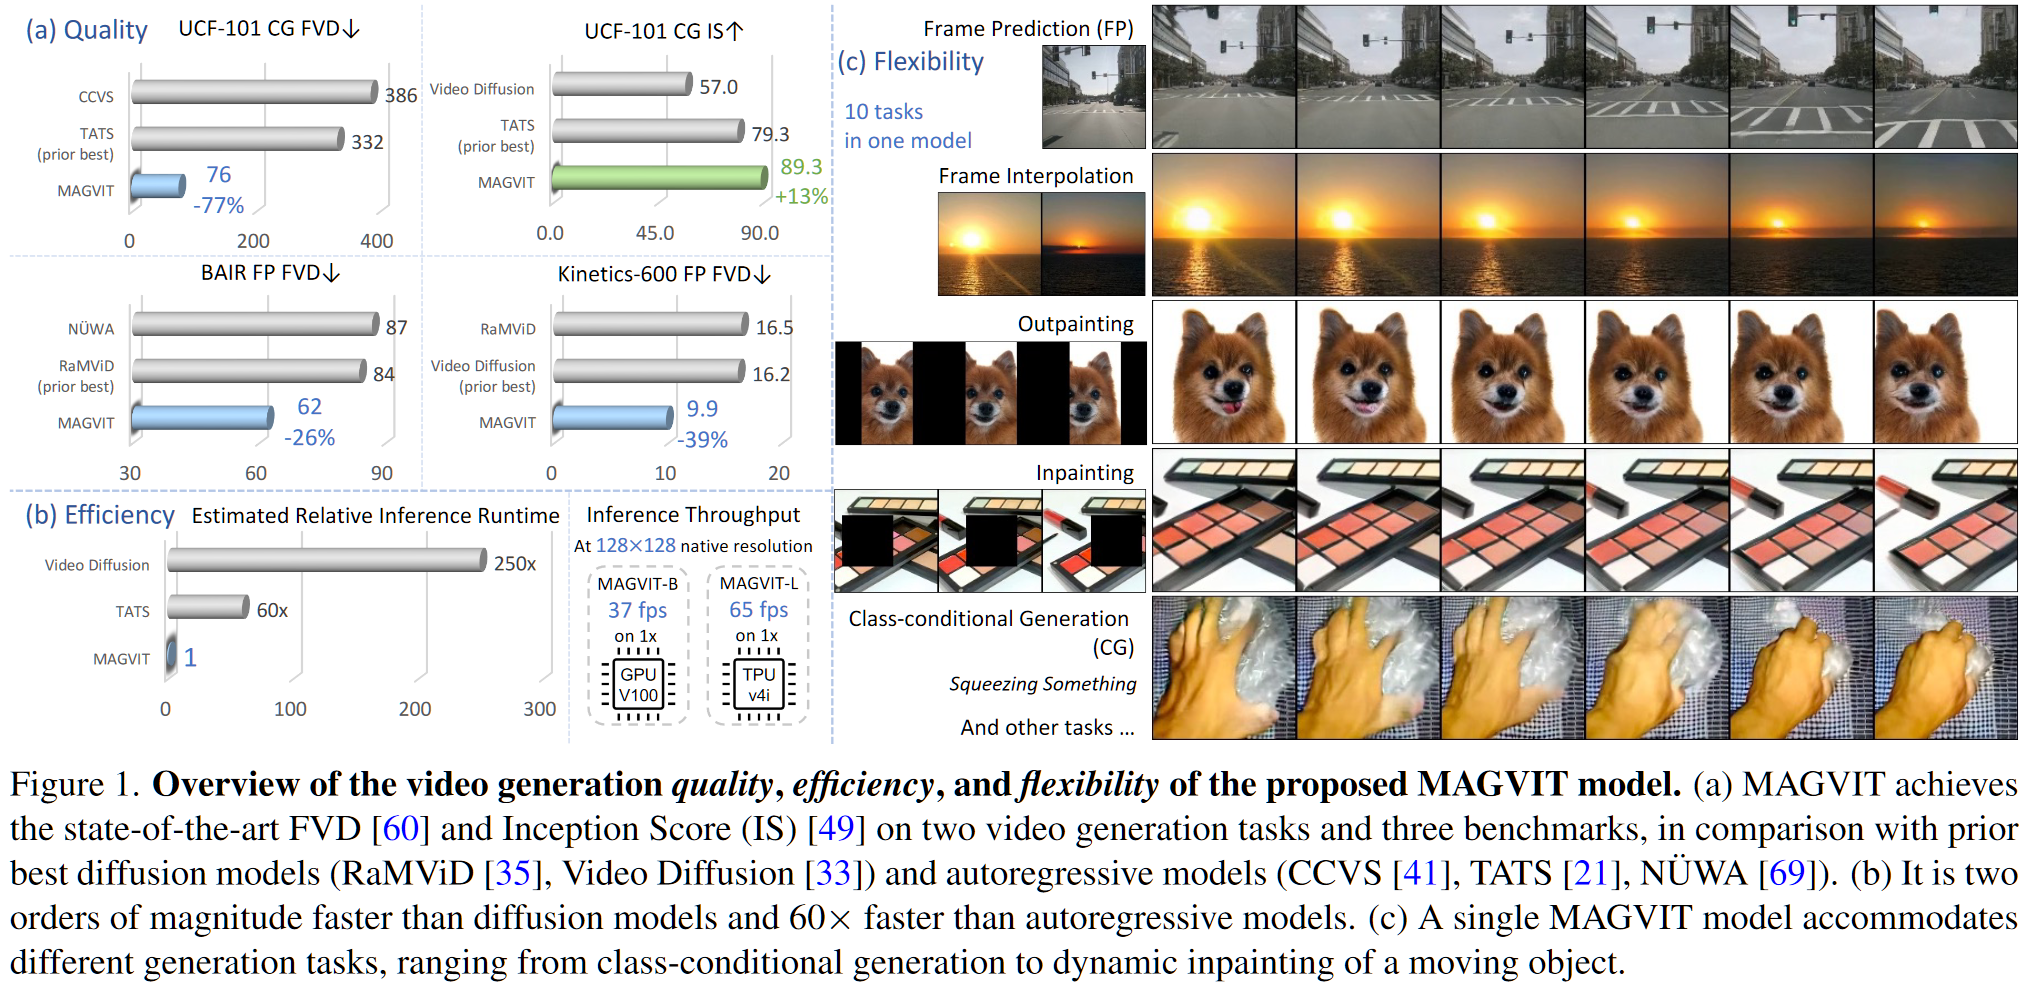 (a) Quality
UCF-101 CG FVD↓
CCVS
386
TATS
(prior best)
332
MAGVIT
76
-77%
0
200
400
UCF-101 CG IS↑
Video Diffusion
57.0
TATS
(prior best)
79.3
MAGVIT
89.3
+13%
0.0
45.0
90.0
BAIR FP FVD↓
NÜWA
87
RaMViD
(prior best)
84
MAGVIT
62
-26%
30
60
90
Kinetics-600 FP FVD↓
RaMViD
16.5
Video Diffusion
(prior best)
16.2
MAGVIT
9.9
-39%
0
10
20
(b) Efficiency
Estimated Relative Inference Runtime
Video Diffusion
250x
TATS
60x
MAGVIT
1
0
100
200
300
Inference Throughput
At 128×128 native resolution
MAGVIT-B
37 fps
on 1x
GPU
V100
MAGVIT-L
65 fps
on 1x
TPU
v4i
(c) Flexibility
10 tasks
in one model
Frame Prediction (FP)
Frame Interpolation
Outpainting
Inpainting
Class-conditional Generation
(CG)
Squeezing Something
And other tasks ...
Figure 1. Overview of the video generation quality, efficiency, and flexibility of the proposed MAGVIT model. (a) MAGVIT achieves
the state-of-the-art FVD [60] and Inception Score (IS) [49] on two video generation tasks and three benchmarks, in comparison with prior
best diffusion models (RaMViD [35], Video Diffusion [33]) and autoregressive models (CCVS [41], TATS [21], NÜWA [69]). (b) It is two
orders of magnitude faster than diffusion models and 60× faster than autoregressive models. (c) A single MAGVIT model accommodates
different generation tasks, ranging from class-conditional generation to dynamic inpainting of a moving object.